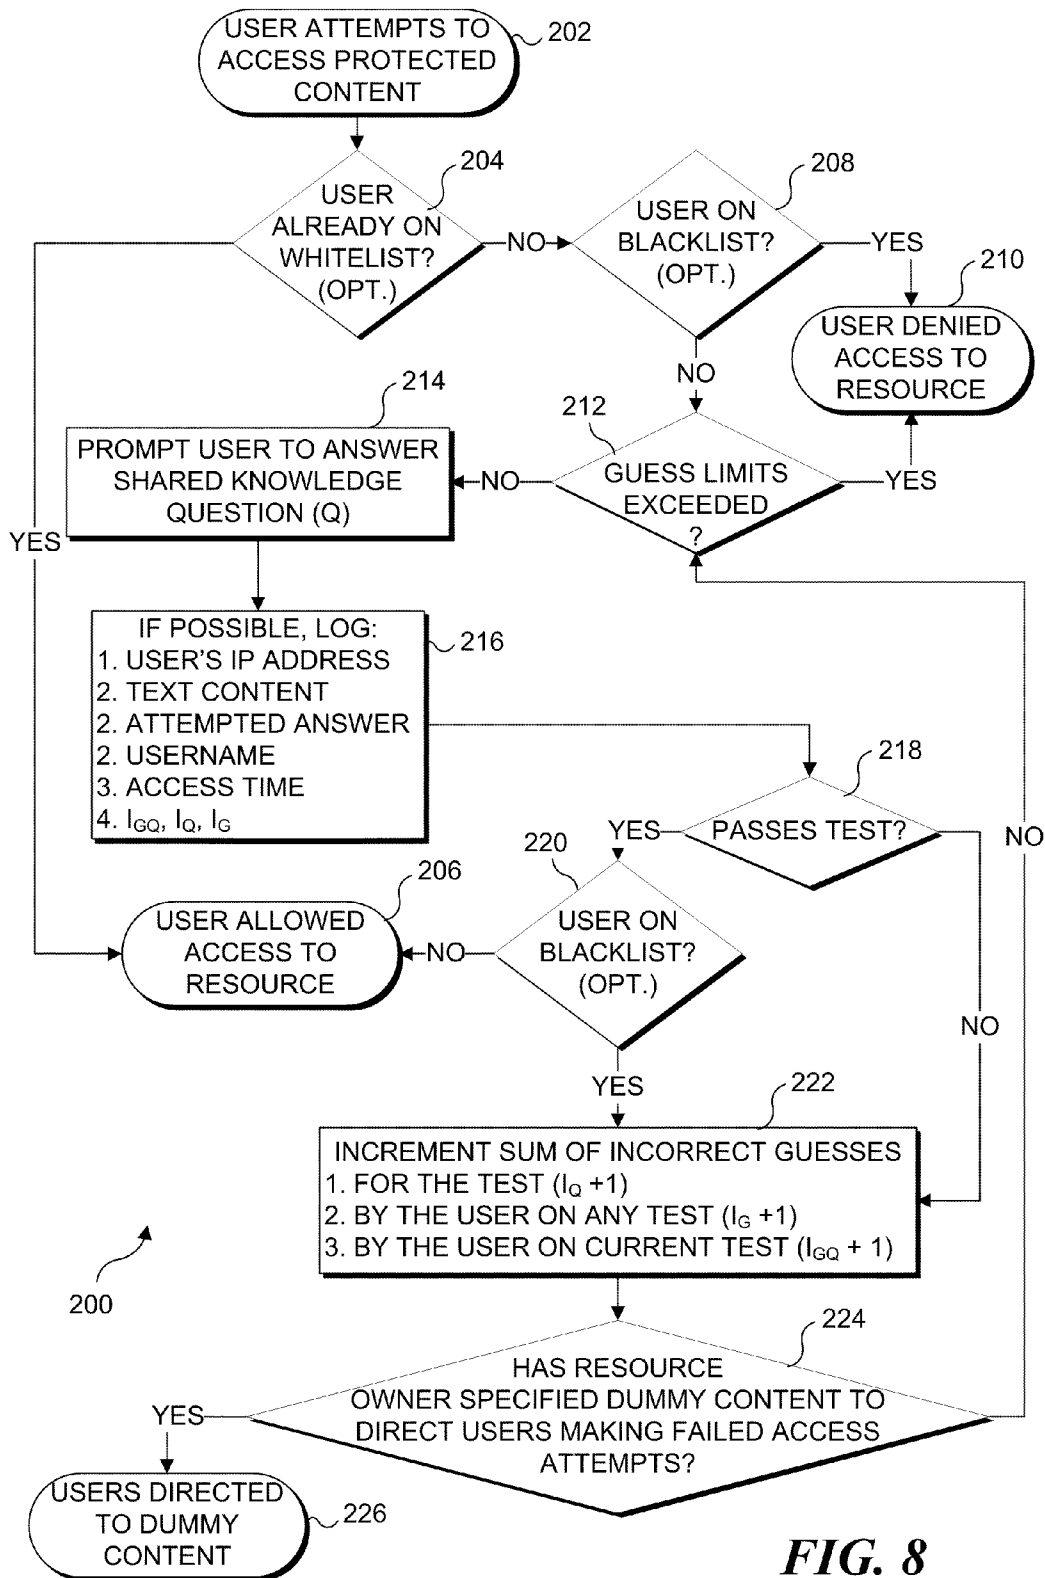 USER ATTEMPTS TO
ACCESS PROTECTED
CONTENT
202
USER
ALREADY ON
WHITELIST?
(OPT.)
204
NO
USER ON
BLACKLIST?
(OPT.)
208
YES
210
USER DENIED
ACCESS TO
RESOURCE
NO
212
GUESS LIMITS
EXCEEDED
?
YES
NO
214
PROMPT USER TO ANSWER
SHARED KNOWLEDGE
QUESTION (Q)
YES
IF POSSIBLE, LOG:
1. USER'S IP ADDRESS
2. TEXT CONTENT
2. ATTEMPTED ANSWER
2. USERNAME
3. ACCESS TIME
4. IGQ, IQ, IG
216
218
PASSES TEST?
YES
NO
NO
220
USER ON
BLACKLIST?
(OPT.)
NO
206
USER ALLOWED
ACCESS TO
RESOURCE
YES
222
INCREMENT SUM OF INCORRECT GUESSES
1. FOR THE TEST (IQ +1)
2. BY THE USER ON ANY TEST (IG +1)
3. BY THE USER ON CURRENT TEST (IGQ + 1)
200
224
HAS RESOURCE
OWNER SPECIFIED DUMMY CONTENT TO
DIRECT USERS MAKING FAILED ACCESS
ATTEMPTS?
YES
USERS DIRECTED
TO DUMMY
CONTENT
226
FIG. 8